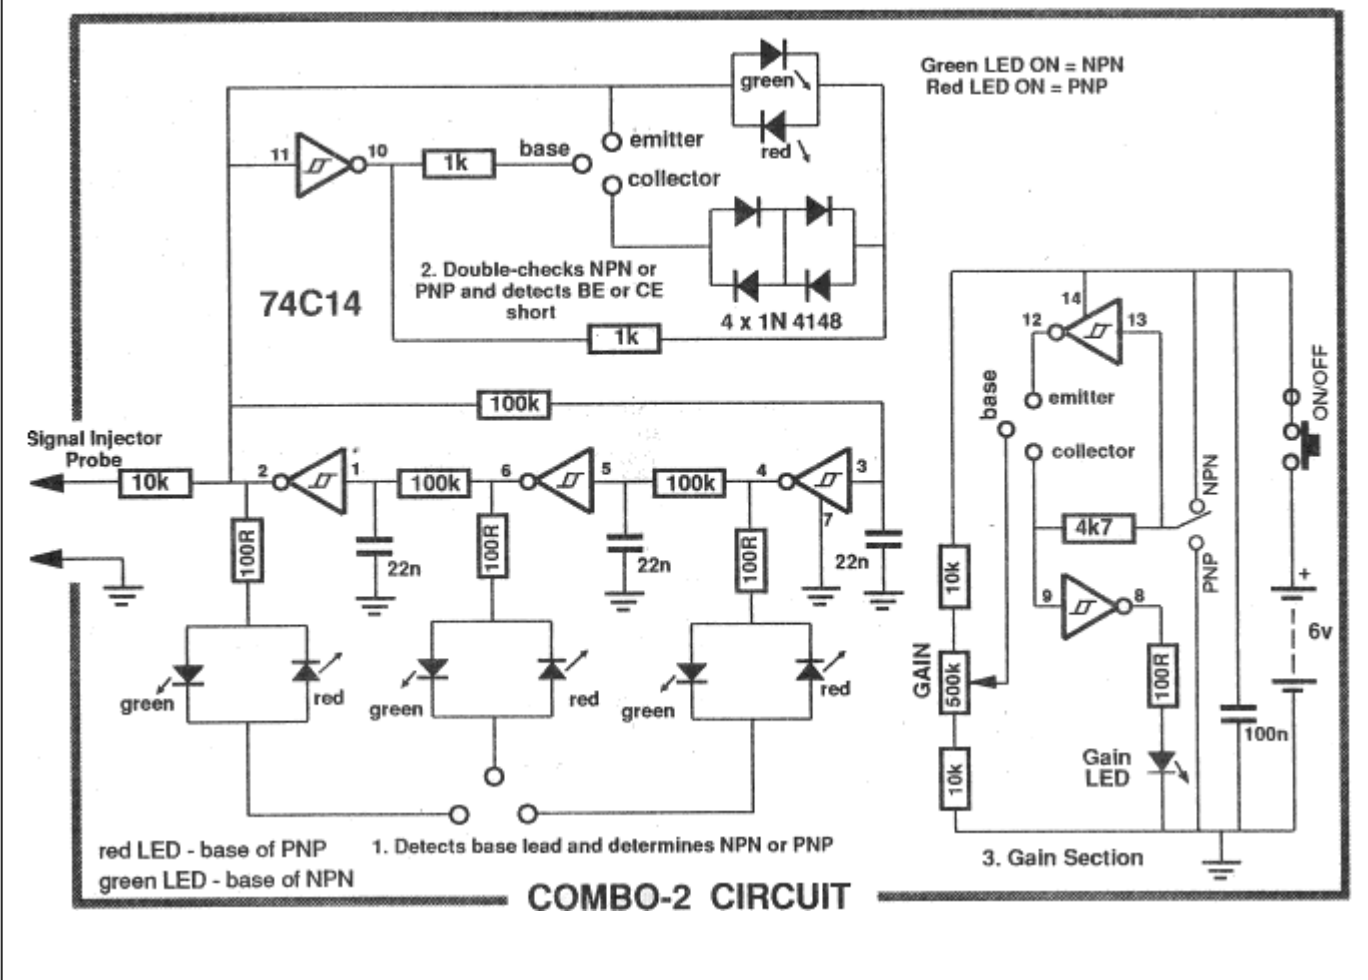 Green LED ON = NPN
Red LED ON = PNP
green
red
emitter
base
collector
11
10
1k
2. Double-checks NPN or
PNP and detects BE or CE
short
74C14
4 x 1N 4148
1k
100k
Signal Injector
Probe
10k
2
1
100k
6
5
100k
4
3
7
100R
22n
100R
22n
100R
22n
green
red
green
red
green
red
red LED - base of PNP
green LED - base of NPN
1. Detects base lead and determines NPN or PNP
14
12
13
base
emitter
collector
ON/OFF
NPN
4k7
PNP
10k
9
8
GAIN
500k
100R
+
6v
10k
Gain
LED
100n
3. Gain Section
COMBO-2 CIRCUIT